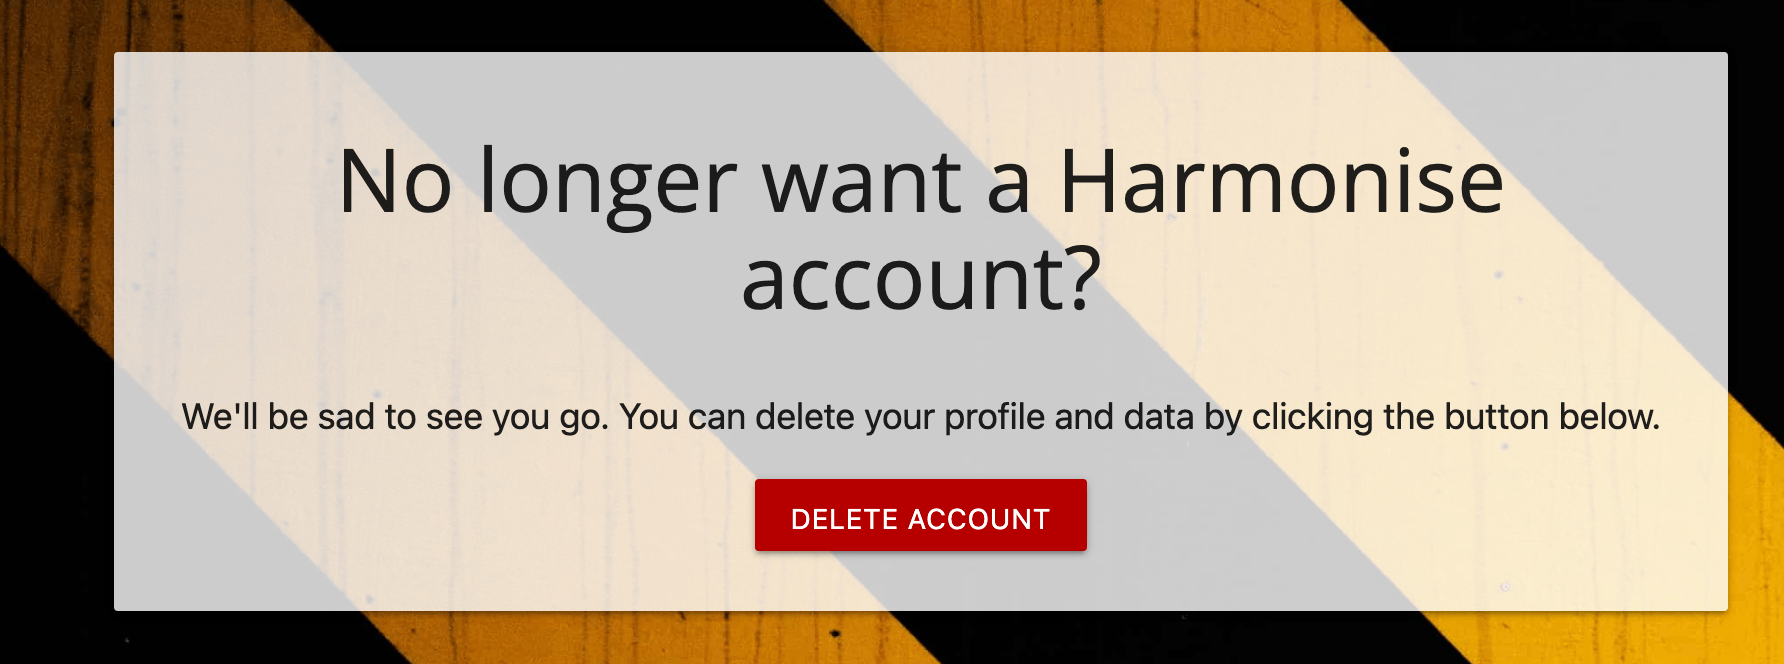 No longer want a Harmonise
account?
We'll be sad to see you go. You can delete your profile and data by clicking the button below.
DELETE ACCOUNT